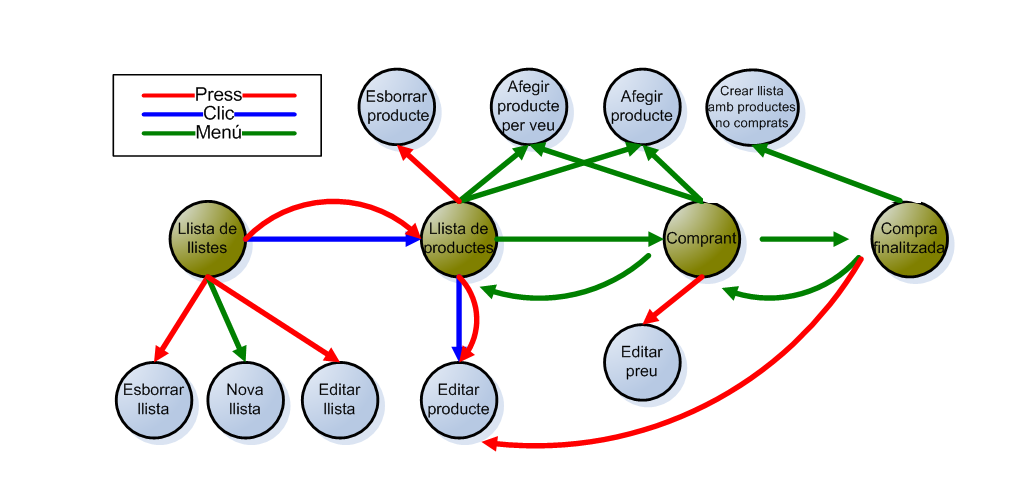 Press
Clic
Menú
Esborrar
producte
Afegir
producte
per veu
Afegir
producte
Crear llista
amb productes
no comprats
Llista de
llistes
Llista de
productes
Comprant
Compra
finalitzada
Editar
preu
Esborrar
llista
Nova
llista
Editar
llista
Editar
producte